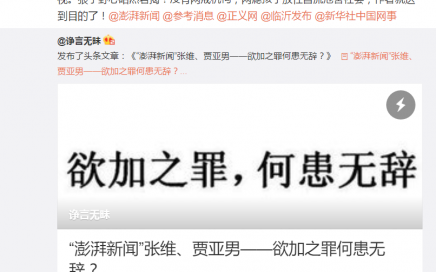 到目的了！@澎湃新闻 @参考消息 @正义网 @临沂发布 @新华社中国网事
@诤言无昧
发布了头条文章：《“澎湃新闻”张维、贾亚男——欲加之罪何患无辞？》 “澎湃新闻”张维、
贾亚男——欲加之罪何患无辞？
欲加之罪，何患无辞
诤言无昧
“澎湃新闻”张维、贾亚男——欲加之罪何患无
辞？